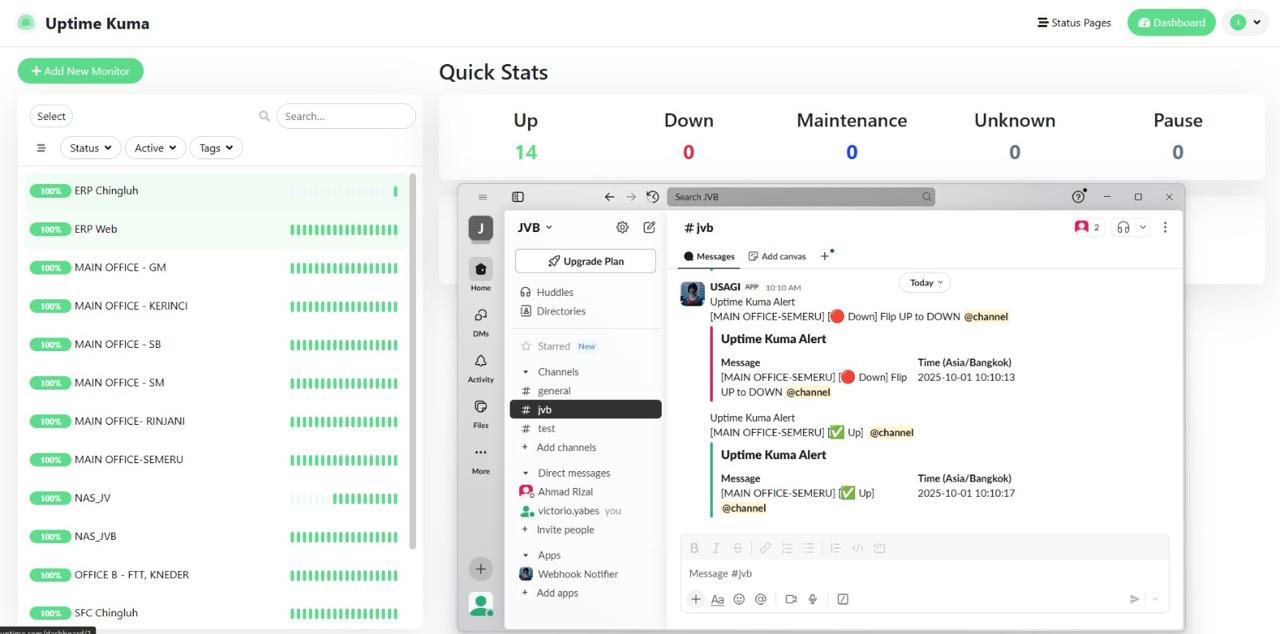 Uptime Kuma
Status Pages
Dashboard
I
+ Add New Monitor
Quick Stats
Select
Search...
Status
Active
Tags
Up
Down
Maintenance
Unknown
Pause
14
0
0
0
0
100% ERP Chingluh
100% ERP Web
100% MAIN OFFICE - GM
100% MAIN OFFICE - KERINCI
100% MAIN OFFICE - SB
100% MAIN OFFICE - SM
100% MAIN OFFICE- RINJANI
100% MAIN OFFICE-SEMERU
100% NAS_JV
100% NAS_JVB
100% OFFICE B - FTT, KNEDER
100% SFC Chingluh
Search JVB
J
Home
DMs
Activity
Files
More
JVB
Upgrade Plan
Huddles
Directories
Starred New
Channels
# general
# jvb
# test
+ Add channels
Direct messages
Ahmad Rizal
victorio.yabes you
+ Invite people
Apps
Webhook Notifier
+ Add apps
# jvb
2
Messages
Add canvas
+
Today
USAGI APP 10:10 AM
Uptime Kuma Alert
[MAIN OFFICE-SEMERU] [🔴 Down] Flip UP to DOWN @channel
Uptime Kuma Alert
Message
Time (Asia/Bangkok)
[MAIN OFFICE-SEMERU] [🔴 Down] Flip
UP to DOWN @channel
2025-10-01 10:10:13
Uptime Kuma Alert
[MAIN OFFICE-SEMERU] [✅ Up] @channel
Uptime Kuma Alert
Message
Time (Asia/Bangkok)
[MAIN OFFICE-SEMERU] [✅ Up]
@channel
2025-10-01 10:10:17
B I S
Message #jvb
+ Aa